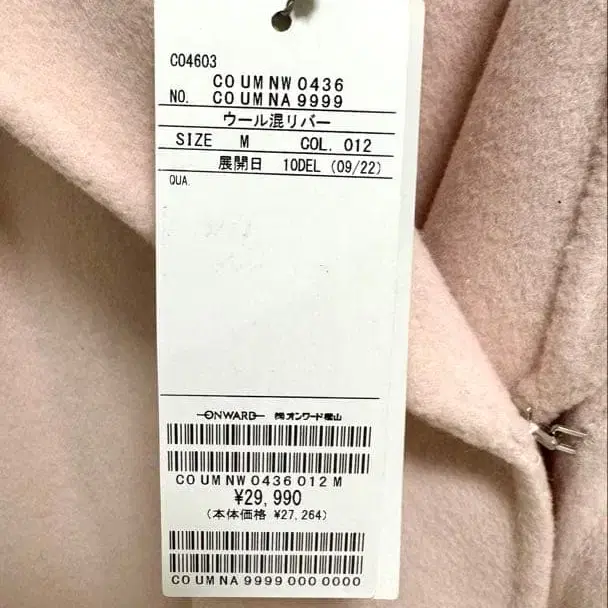 C04603
CO UM NW 0436
NO. CO UM NA 9999
ウール混リバー
SIZE M COL. 012
展開日 10DEL (09/22)
QUA.
ONWARD ㈱オンワード樫山
CO UM NW 0436 012 M
¥29,990
(本体価格 ¥27,264)
CO UM NA 9999 000 0000